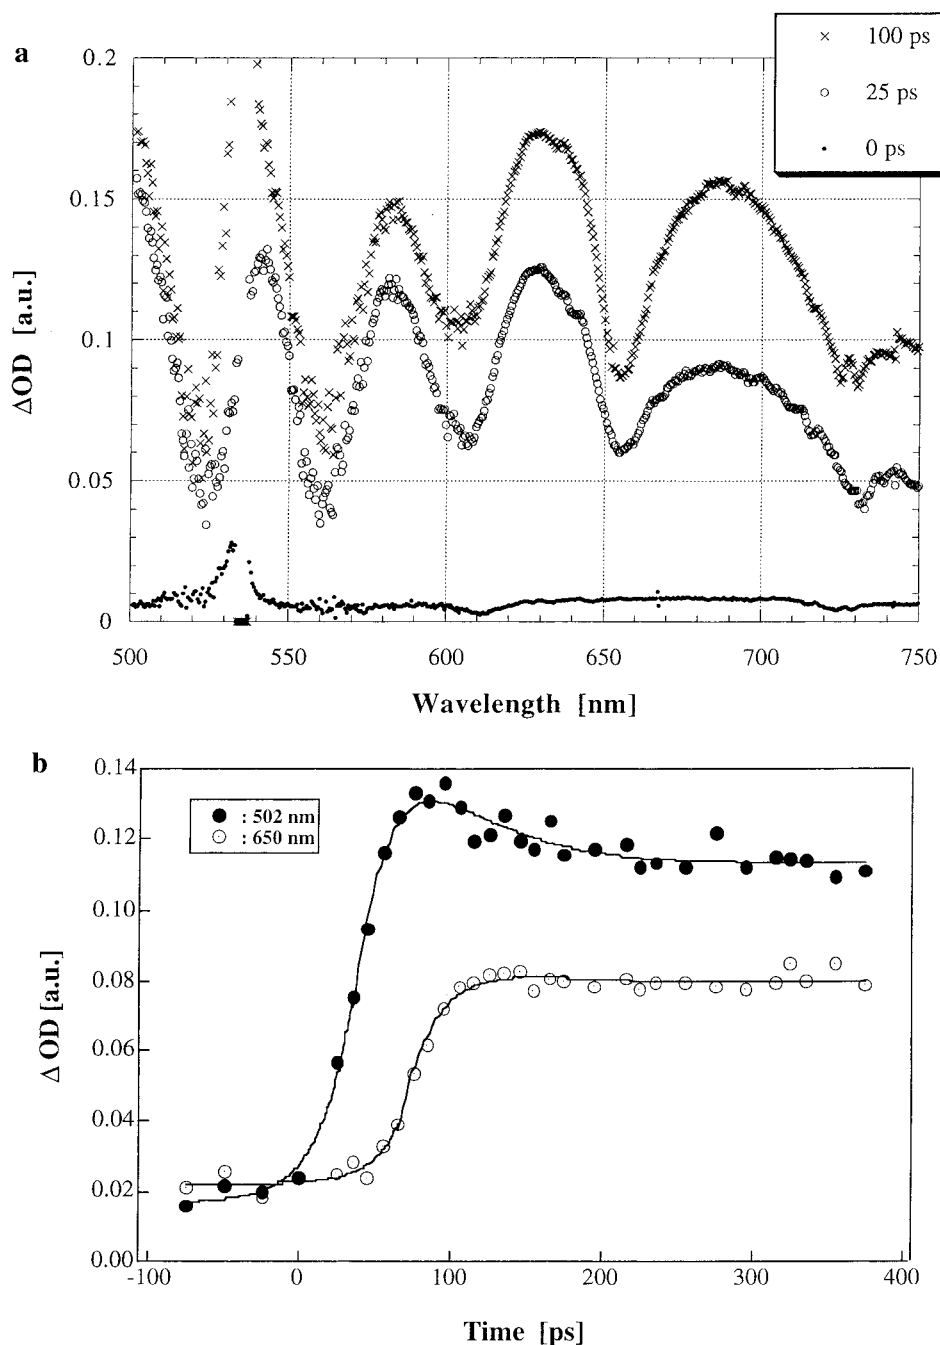 a
× 100 ps
○ 25 ps
• 0 ps
0.2
0.15
0.1
0.05
0
ΔOD [a.u.]
500 550 600 650 700 750
Wavelength [nm]
b
0.14
0.12
0.10
0.08
0.06
0.04
0.02
0.00
Δ OD [a.u.]
● : 502 nm
○ : 650 nm
-100 0 100 200 300 400
Time [ps]